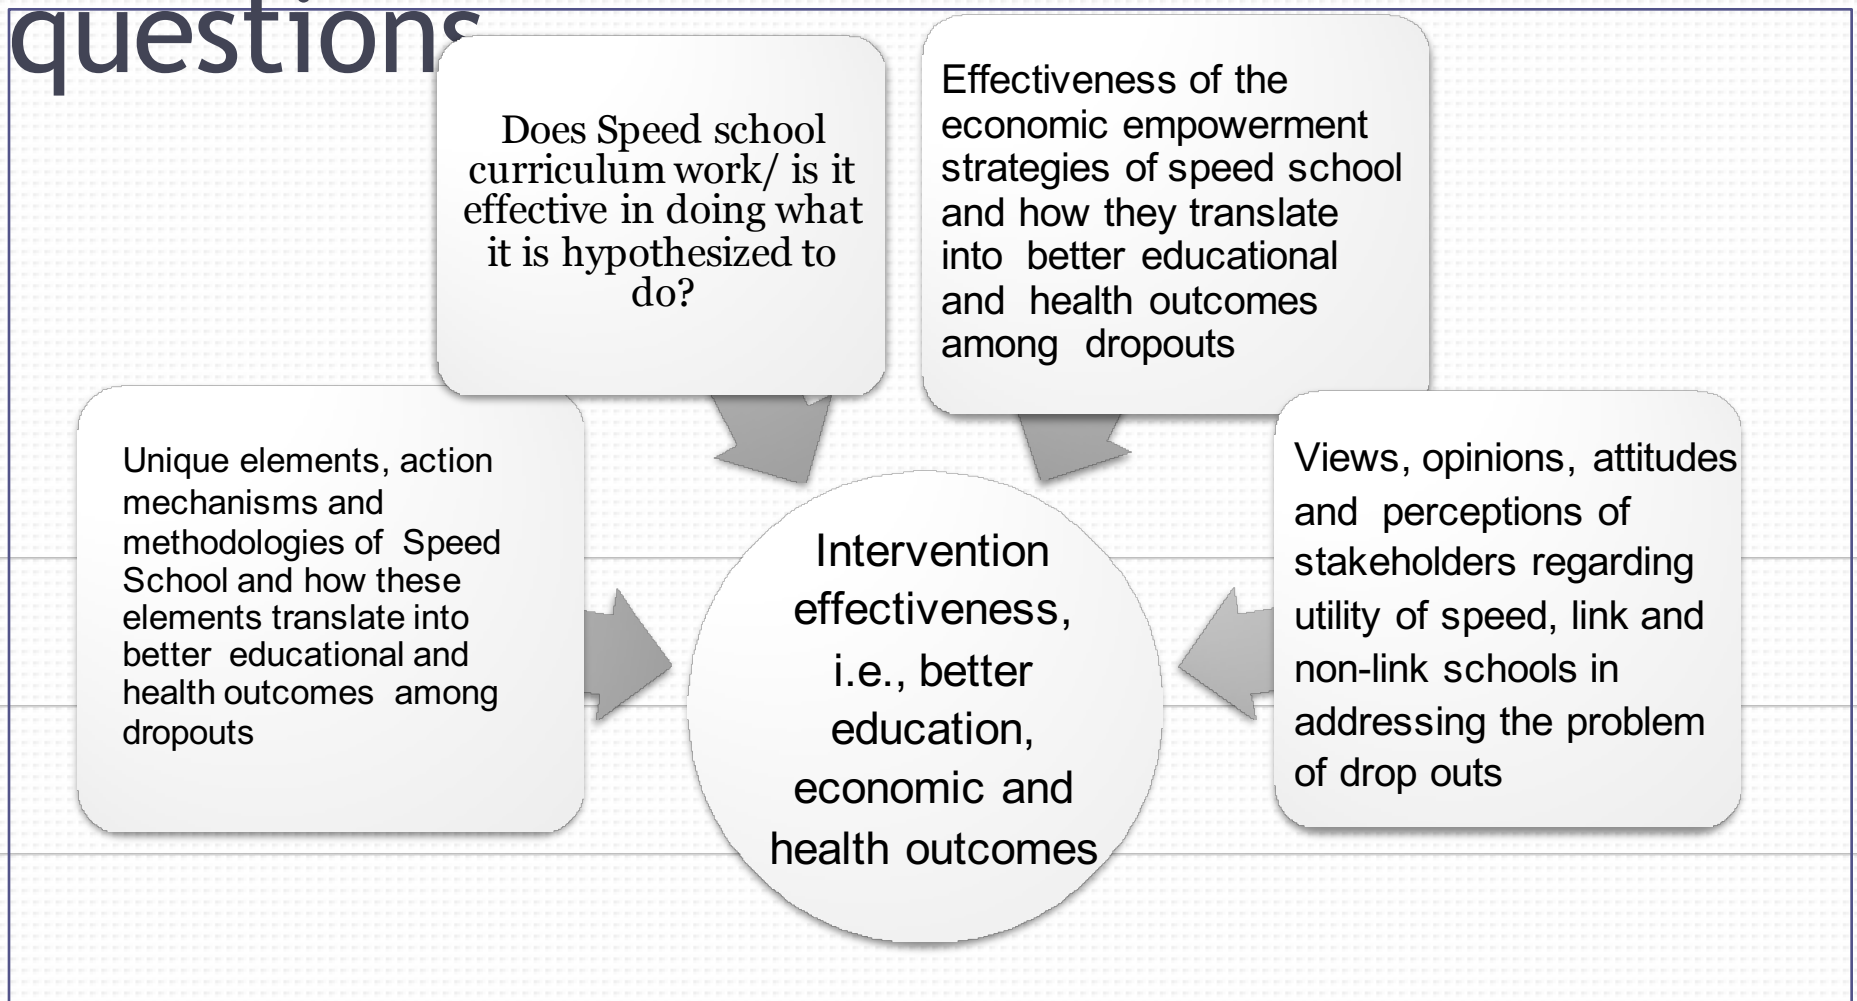 questions
Does Speed school
curriculum work/ is it
effective in doing what
it is hypothesized to
do?
Effectiveness of the
economic empowerment
strategies of speed school
and how they translate
into better educational
and health outcomes
among dropouts
Unique elements, action
mechanisms and
methodologies of Speed
School and how these
elements translate into
better educational and
health outcomes among
dropouts
Intervention
effectiveness,
i.e., better
education,
economic and
health outcomes
Views, opinions, attitudes
and perceptions of
stakeholders regarding
utility of speed, link and
non-link schools in
addressing the problem
of drop outs